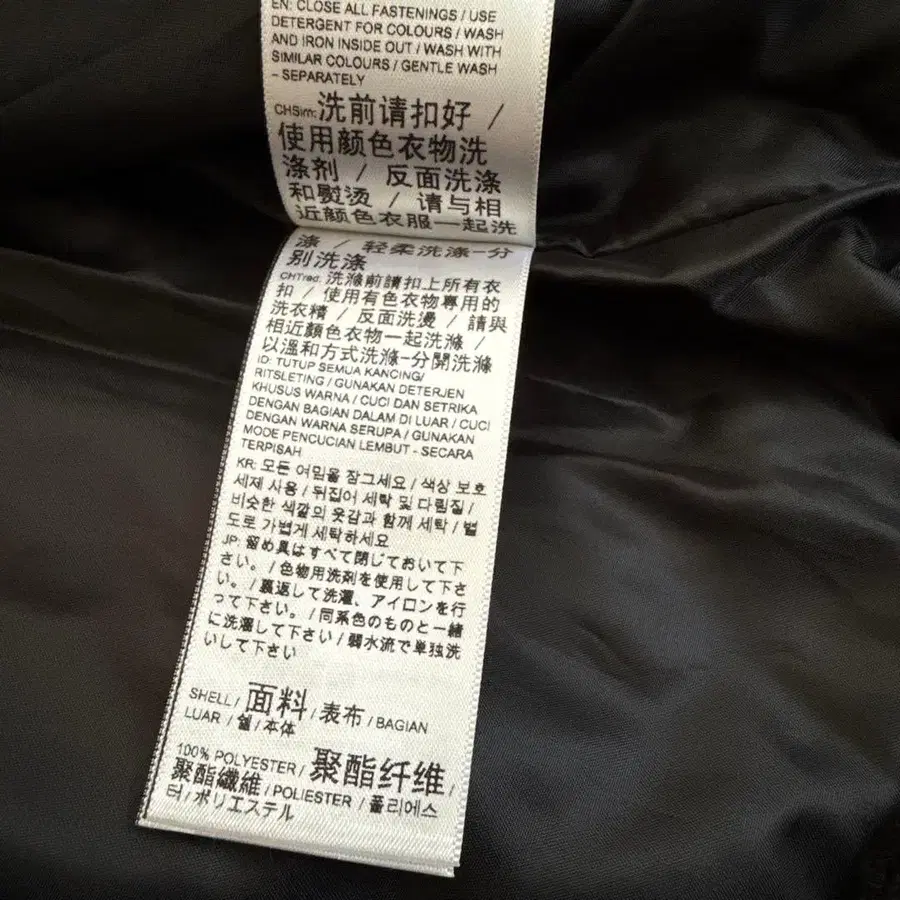 EN: CLOSE ALL FASTENINGS / USE
DETERGENT FOR COLOURS / WASH
AND IRON INSIDE OUT / WASH WITH
SIMILAR COLOURS / GENTLE WASH
- SEPARATELY
CHSim: 洗前请扣好 /
使用颜色衣物洗
涤剂 / 反面洗涤
和熨烫 / 请与相
近颜色衣服一起洗
涤 / 轻柔洗涤-分
别洗涤
CHTrad: 洗滌前請扣上所有衣
扣 / 使用有色衣物專用的
洗衣精 / 反面洗燙 / 請與
相近顏色衣物一起洗滌 /
以溫和方式洗滌-分開洗滌
ID: TUTUP SEMUA KANCING/
RITSLETING / GUNAKAN DETERJEN
KHUSUS WARNA / CUCI DAN SETRIKA
DENGAN BAGIAN DALAM DI LUAR / CUCI
DENGAN WARNA SERUPA / GUNAKAN
MODE PENCUCIAN LEMBUT - SECARA
TERPISAH
KR: 모든 여밈을 잠그세요 / 색상 보호
세제 사용 / 뒤집어 세탁 및 다림질 /
비슷한 색깔의 옷감과 함께 세탁 / 별
도로 가볍게 세탁하세요
JP: 留め具はすべて閉じておいて下
さい。 / 色物用洗剤を使用して下さ
い。 / 裏返して洗濯、アイロンを行
って下さい。 / 同系色のものと一緒
に洗濯して下さい / 弱水流で単独洗
いして下さい
SHELL / 面料 / 表布 / BAGIAN
LUAR / 쉘 / 本体
100% POLYESTER / 聚酯纤维 /
聚酯纖維 / POLIESTER / 폴리에스
터 / ポリエステル